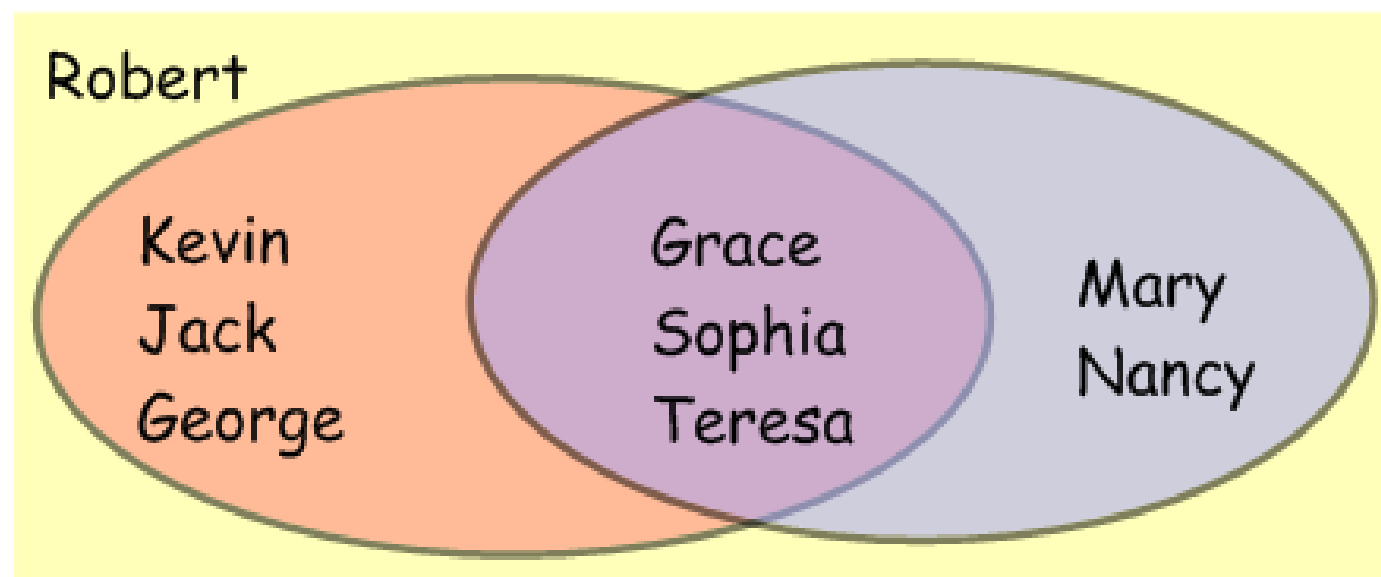 Robert
Kevin
Jack
George
Grace
Sophia
Teresa
Mary
Nancy